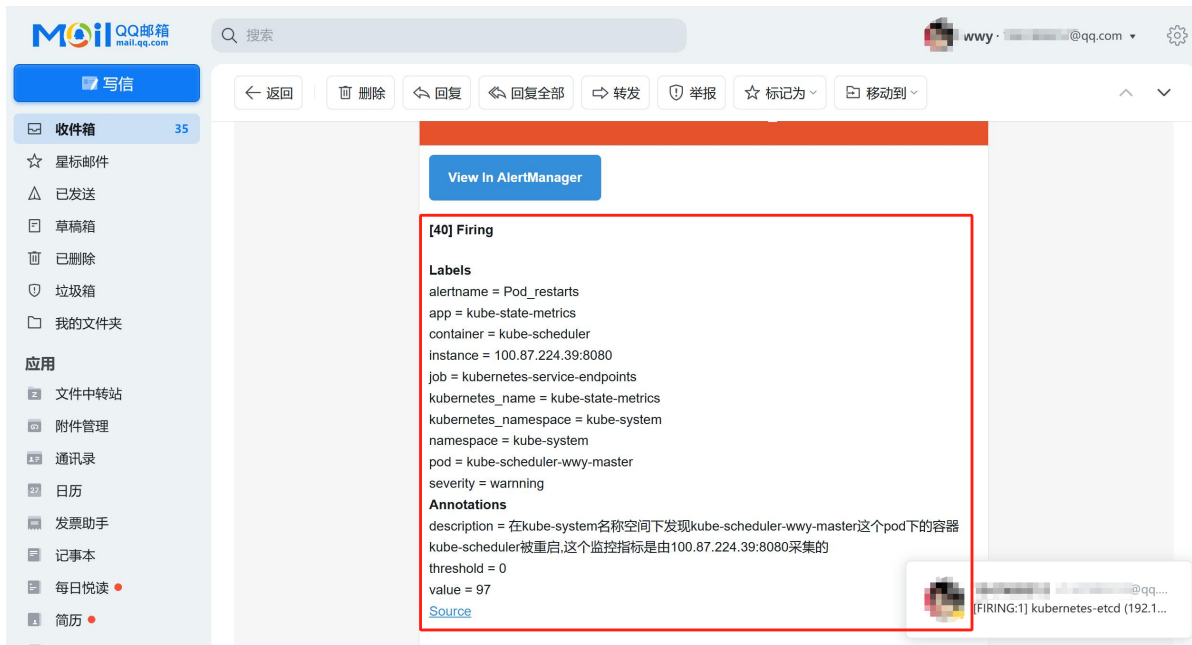 Mail QQ邮箱
mail.qq.com
搜索
wwy · @qq.com
写信
返回
删除
回复
回复全部
转发
举报
标记为
移动到
收件箱 35
星标邮件
已发送
草稿箱
已删除
垃圾箱
我的文件夹
应用
文件中转站
附件管理
通讯录
27 日历
发票助手
记事本
每日悦读
简历
View In AlertManager
[40] Firing
Labels
alertname = Pod_restarts
app = kube-state-metrics
container = kube-scheduler
instance = 100.87.224.39:8080
job = kubernetes-service-endpoints
kubernetes_name = kube-state-metrics
kubernetes_namespace = kube-system
namespace = kube-system
pod = kube-scheduler-wwy-master
severity = warnning
Annotations
description = 在kube-system名称空间下发现kube-scheduler-wwy-master这个pod下的容器
kube-scheduler被重启,这个监控指标是由100.87.224.39:8080采集的
threshold = 0
value = 97
Source
@qq....
[FIRING:1] kubernetes-etcd (192.1...